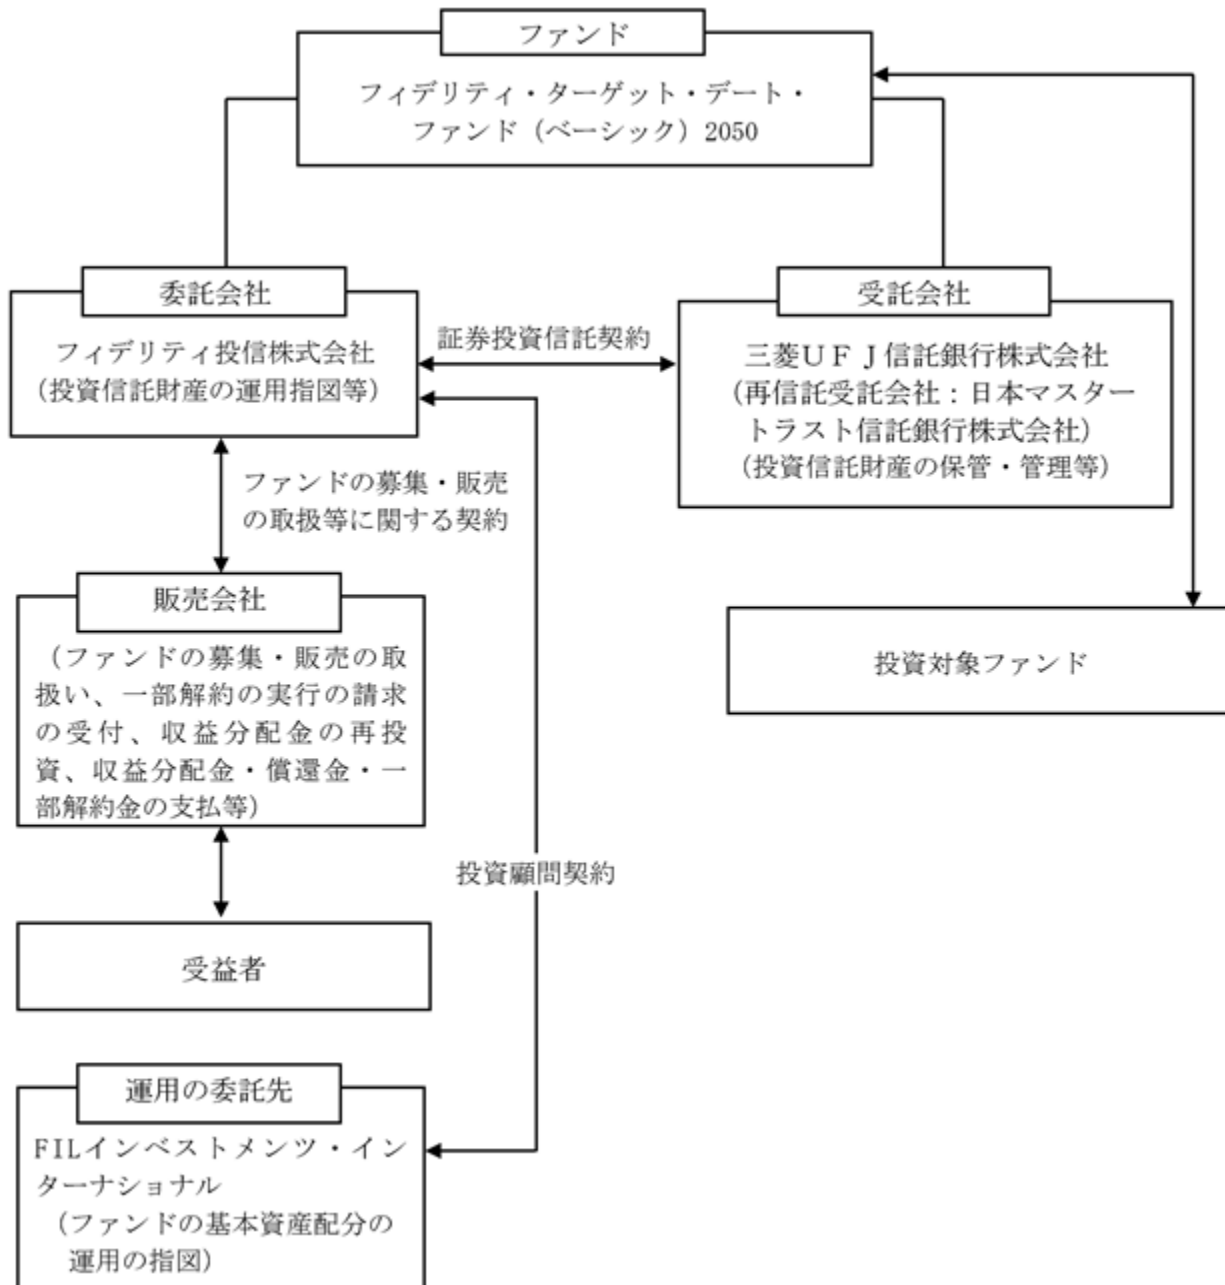 ファンド
フィデリティ・ターゲット・デート・
ファンド（ベーシック）2050
委託会社
フィデリティ投信株式会社
（投資信託財産の運用指図等）
証券投資信託契約
受託会社
三菱ＵＦＪ信託銀行株式会社
（再信託受託会社：日本マスター
トラスト信託銀行株式会社）
（投資信託財産の保管・管理等）
ファンドの募集・販売
の取扱等に関する契約
販売会社
（ファンドの募集・販売の取
扱い、一部解約の実行の請求
の受付、収益分配金の再投
資、収益分配金・償還金・一
部解約金の支払等）
投資対象ファンド
投資顧問契約
受益者
運用の委託先
FILインベストメンツ・イン
ターナショナル
（ファンドの基本資産配分の
運用の指図）